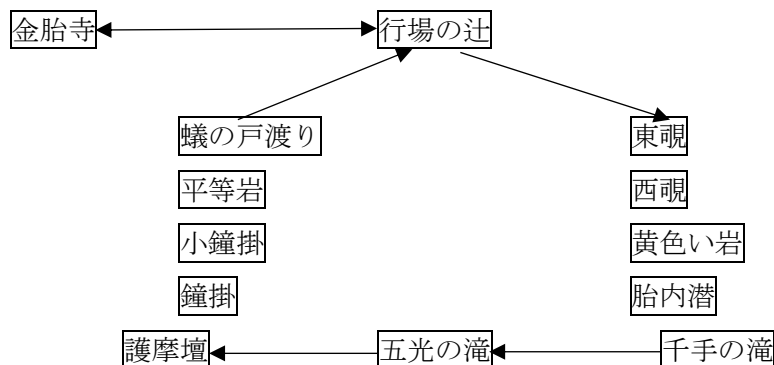 金胎寺 行場の辻
蟻の戸渡り 東覗
平等岩 西覗
小鐘掛 黄色い岩
鐘掛 胎内潜
護摩壇 五光の滝 千手の滝